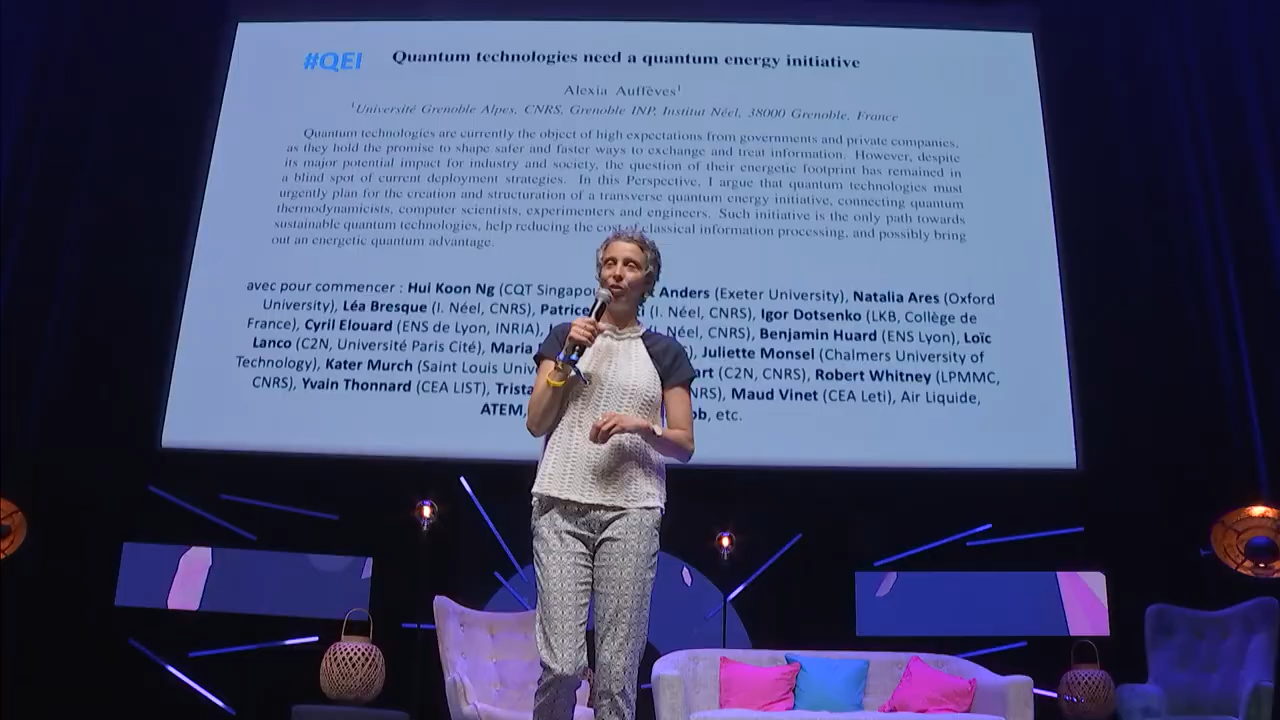 #QEI Quantum technologies need a quantum energy initiative
Alexia Auffèves¹
¹Université Grenoble Alpes, CNRS, Grenoble INP, Institut Néel, 38000 Grenoble, France
Quantum technologies are currently the object of high expectations from governments and private companies,
as they hold the promise to shape safer and faster ways to exchange and treat information. However, despite
its major potential impact for industry and society, the question of their energetic footprint has remained in
a blind spot of current deployment strategies. In this Perspective, I argue that quantum technologies must
urgently plan for the creation and structuration of a transverse quantum energy initiative, connecting quantum
thermodynamicists, computer scientists, experimenters and engineers. Such initiative is the only path towards
sustainable quantum technologies, help reducing the cost of classical information processing, and possibly bring
out an energetic quantum advantage.
avec pour commencer : Hui Koon Ng (CQT Anders (Exeter University), Natalia Ares (Oxford
University), Léa Bresque (I. Néel, CNRS), Néel, CNRS), Igor Dotsenko (LKB, Collège de
France), Cyril Elouard (ENS de Lyon, INRIA), Néel, CNRS), Benjamin Huard (ENS Lyon), Loïc
Lanco (C2N, Université Paris Cité), Maria Juliette Monsel (Chalmers University of
Technology), Kater Murch (Saint Louis (C2N, CNRS), Robert Whitney (LPMMC,
CNRS), Yvain Thonnard (CEA LIST), Maud Vinet (CEA Leti), Air Liquide,
ATEM, etc.